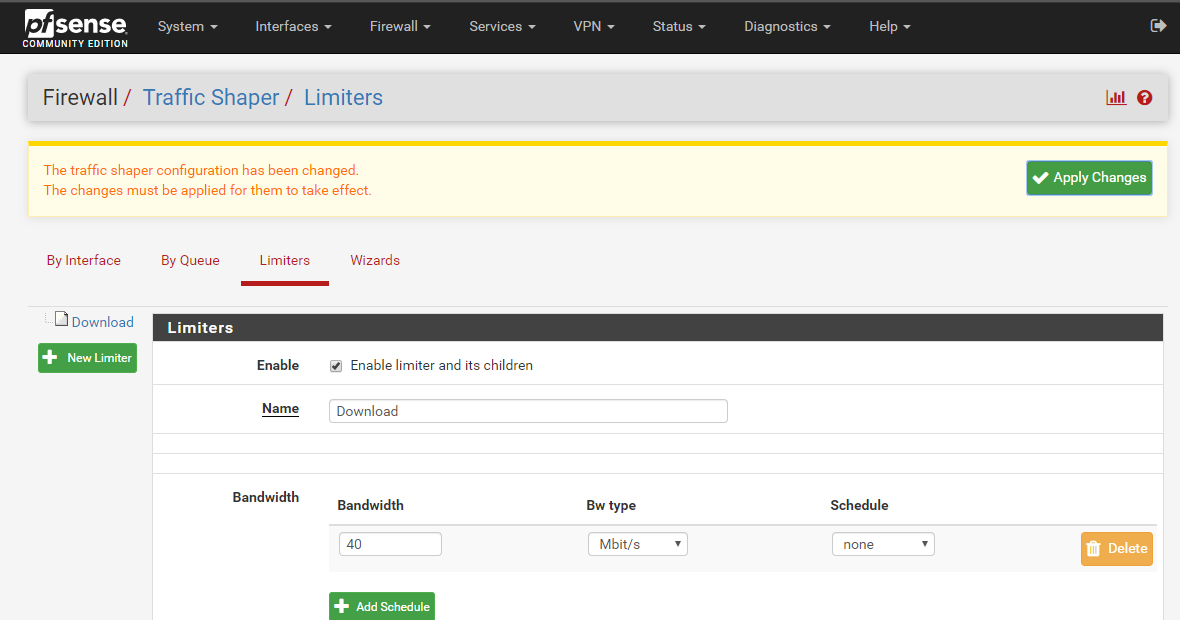 pfsense
COMMUNITY EDITION
System Interfaces Firewall Services VPN Status Diagnostics Help
Firewall / Traffic Shaper / Limiters
The traffic shaper configuration has been changed.
The changes must be applied for them to take effect.
Apply Changes
By Interface By Queue Limiters Wizards
Download
New Limiter
Limiters
Enable Enable limiter and its children
Name Download
Bandwidth Bandwidth Bw type Schedule
40 Mbit/s none Delete
Add Schedule